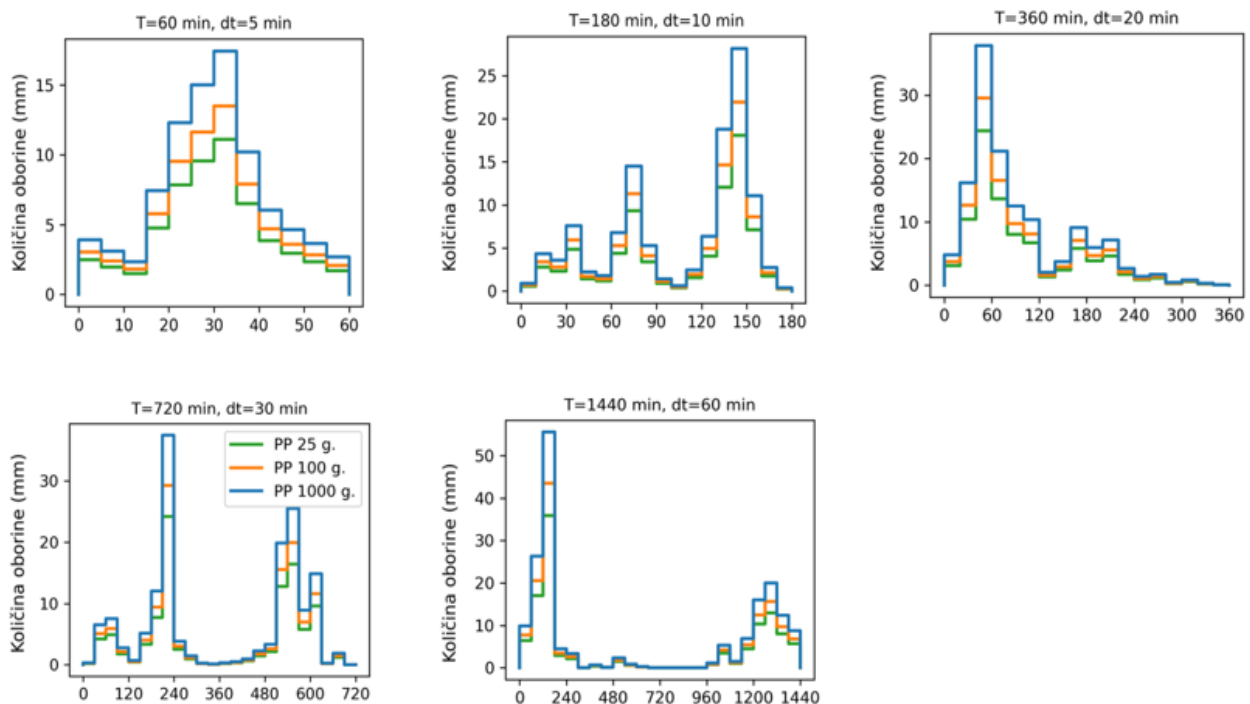 T=60 min, dt=5 min
Količina oborine (mm)
15
10
5
0
0 10 20 30 40 50 60
T=180 min, dt=10 min
Količina oborine (mm)
25
20
15
10
5
0
0 30 60 90 120 150 180
T=360 min, dt=20 min
Količina oborine (mm)
30
20
10
0
0 60 120 180 240 300 360
T=720 min, dt=30 min
Količina oborine (mm)
30
20
10
0
PP 25 g.
PP 100 g.
PP 1000 g.
0 120 240 360 480 600 720
T=1440 min, dt=60 min
Količina oborine (mm)
50
40
30
20
10
0
0 240 480 720 960 1200 1440